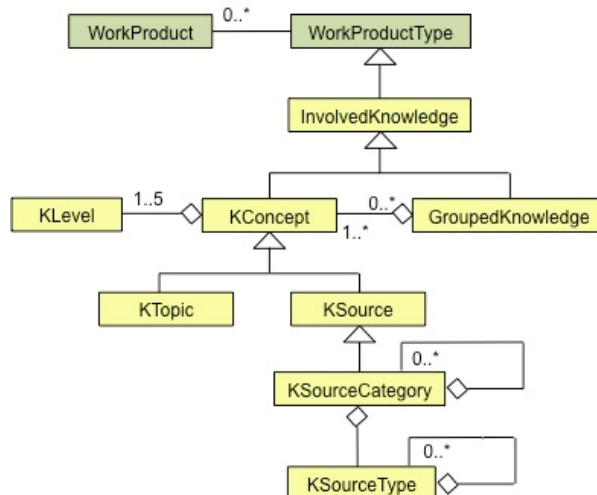 0..*
WorkProduct WorkProductType
InvolvedKnowledge
1..5 0..*
KLevel KConcept GroupedKnowledge
1..*
KTopic KSource
0..*
KSourceCategory
0..*
KSourceType